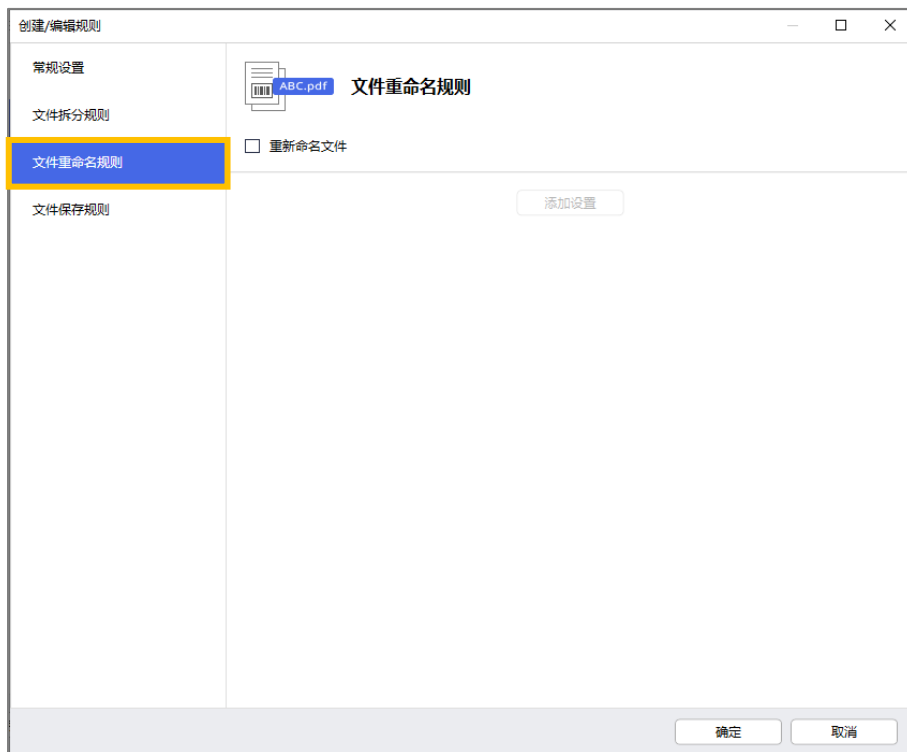 创建/编辑规则
常规设置
文件拆分规则
文件重命名规则
文件保存规则
ABC.pdf
文件重命名规则
重新命名文件
添加设置
确定
取消